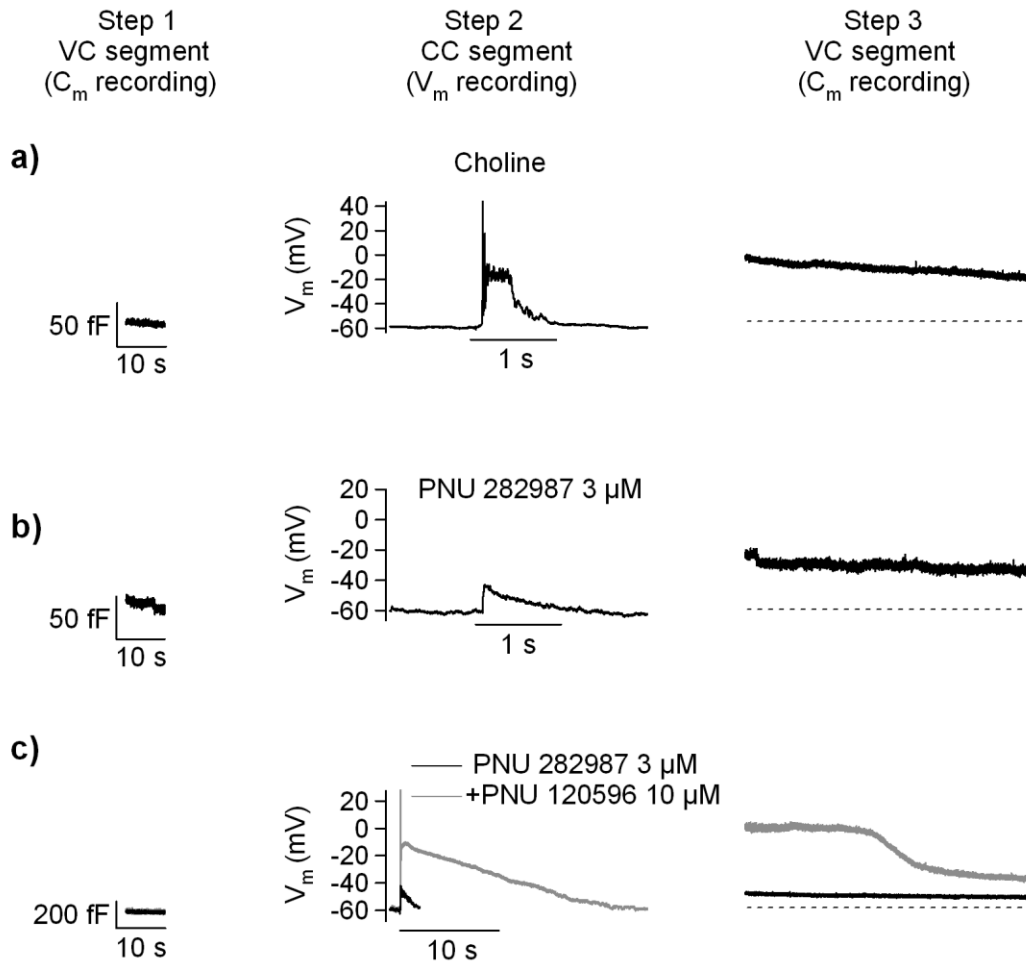 Step 1
VC segment
(Cm recording)
Step 2
CC segment
(Vm recording)
Step 3
VC segment
(Cm recording)
a)
50 fF
10 s
Choline
Vm (mV)
40
20
0
-20
-40
-60
1 s
b)
50 fF
10 s
PNU 282987 3 µM
Vm (mV)
20
0
-20
-40
-60
1 s
c)
200 fF
10 s
PNU 282987 3 µM
+PNU 120596 10 µM
Vm (mV)
20
0
-20
-40
-60
10 s